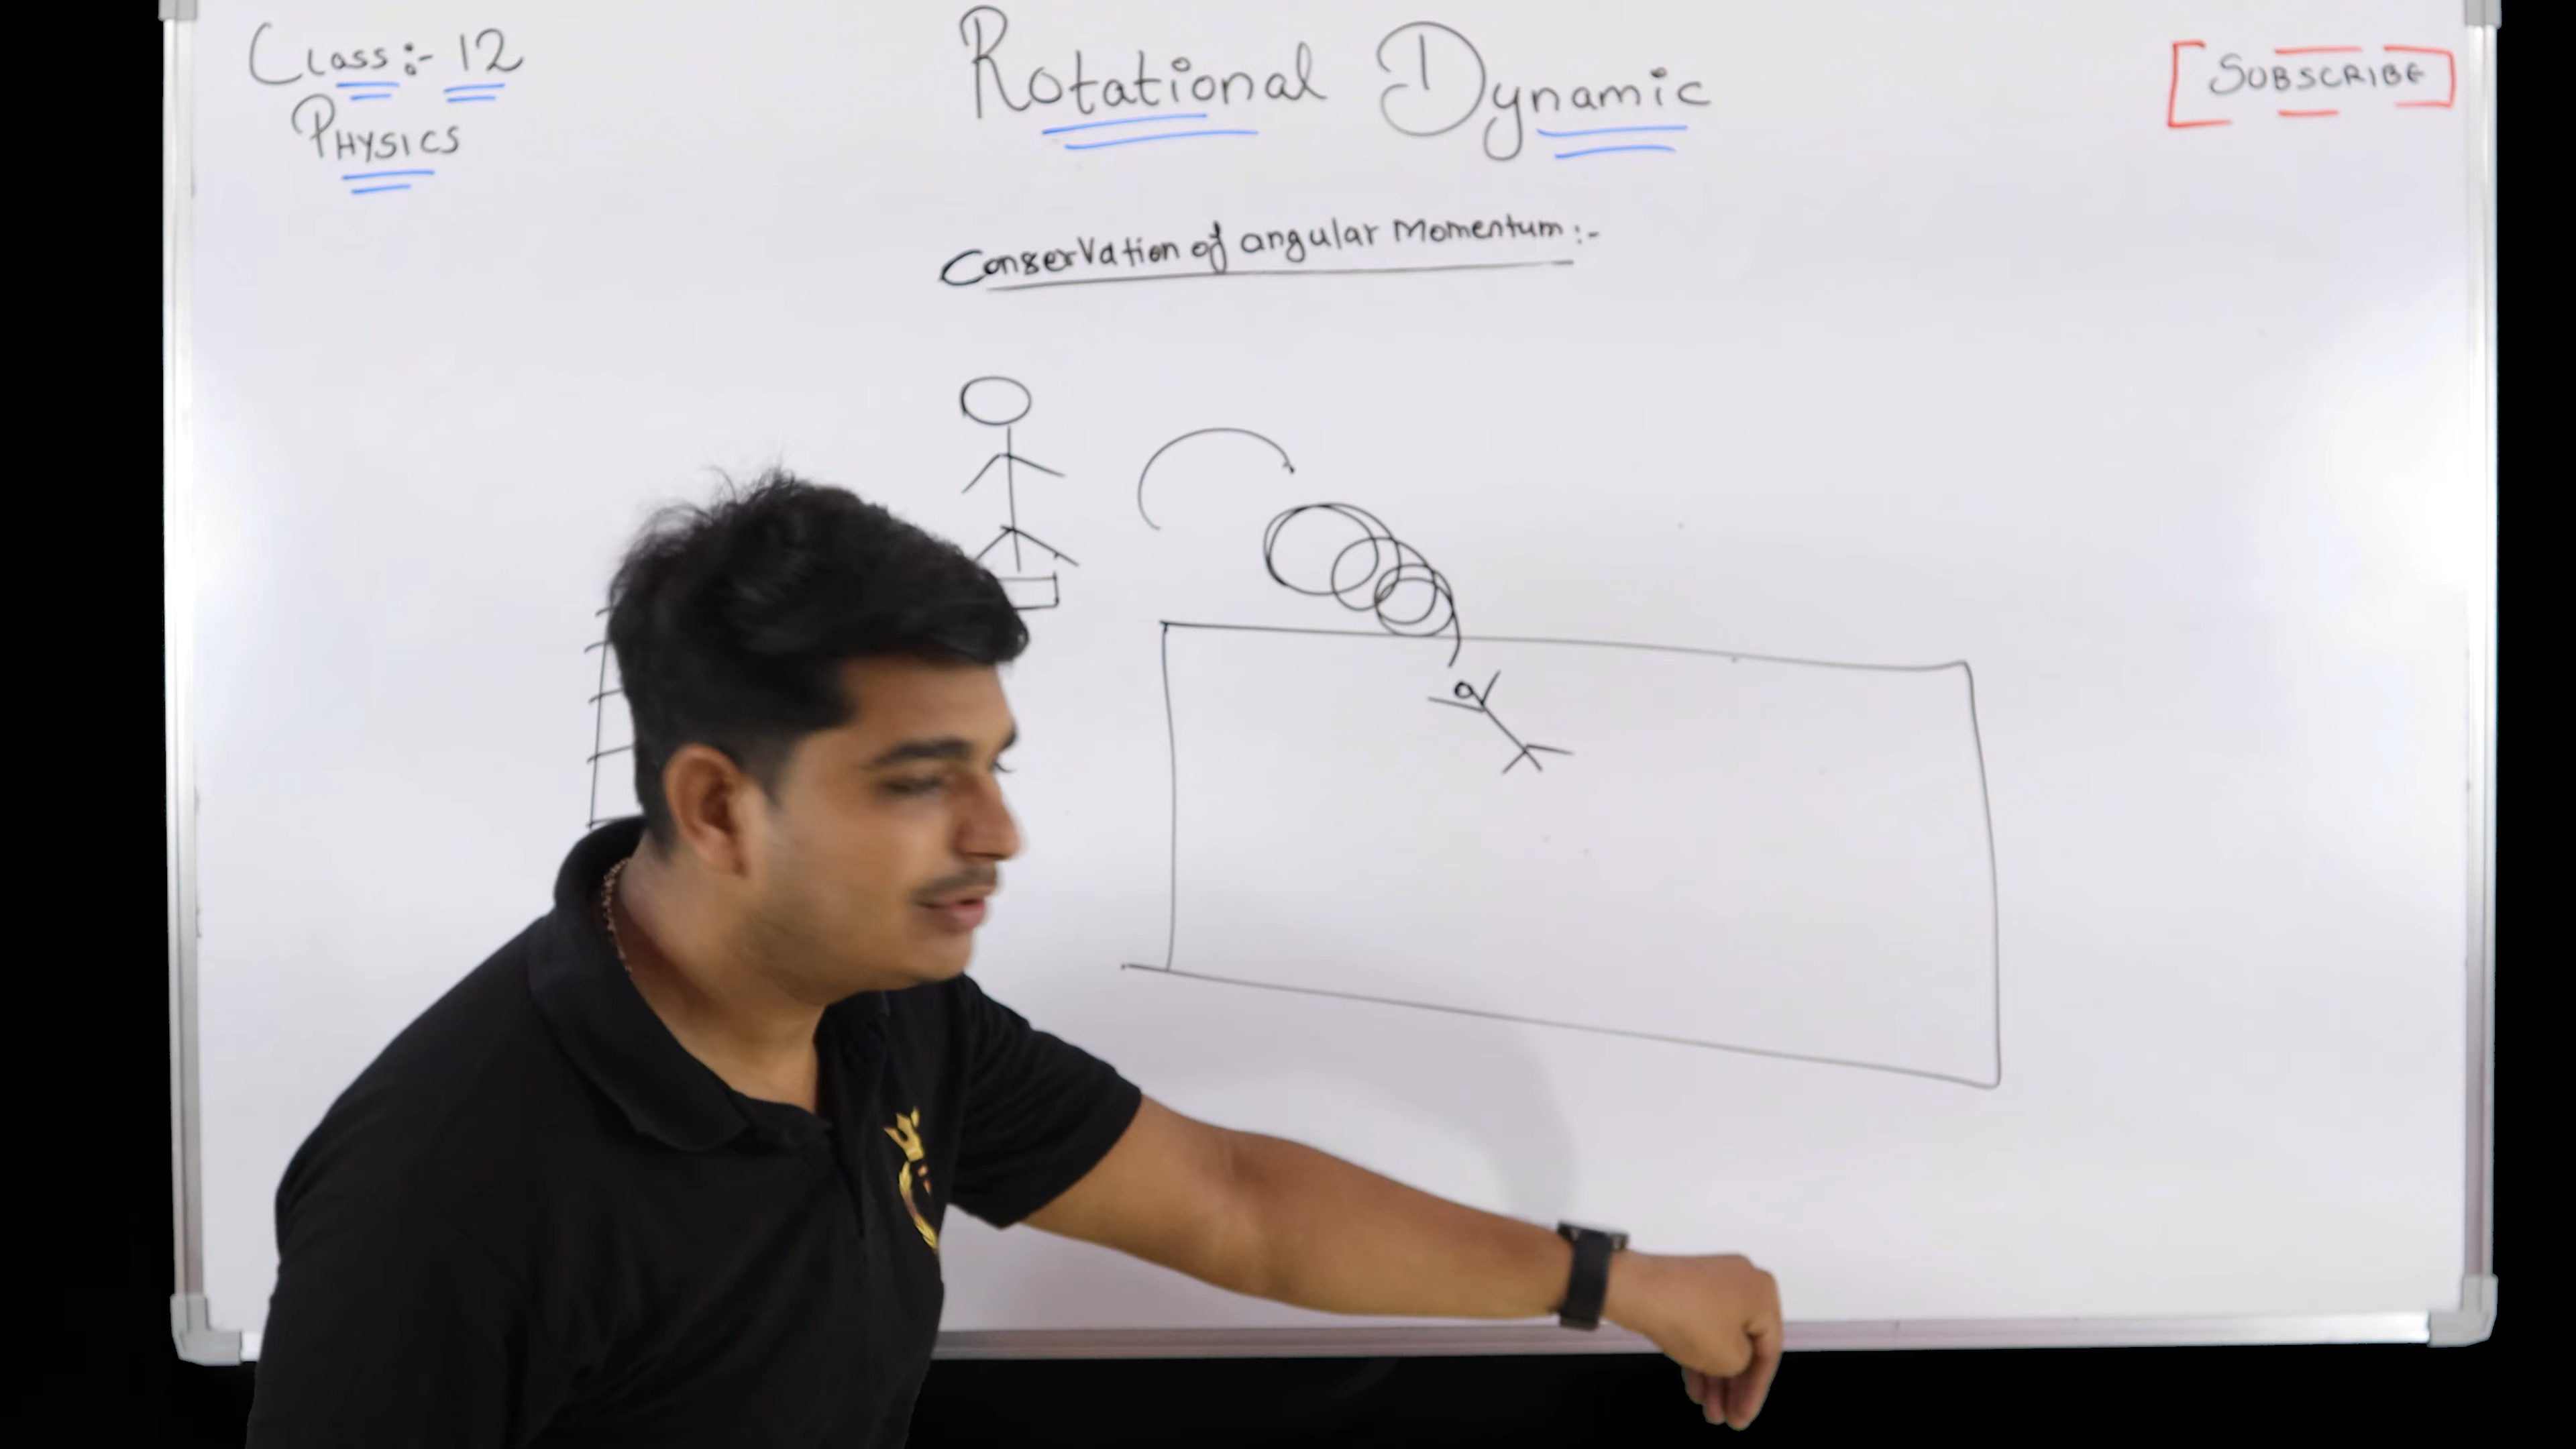 Class:- 12
Physics
Rotational Dynamic
SUBSCRIBE
Conservation of angular Momentum:-